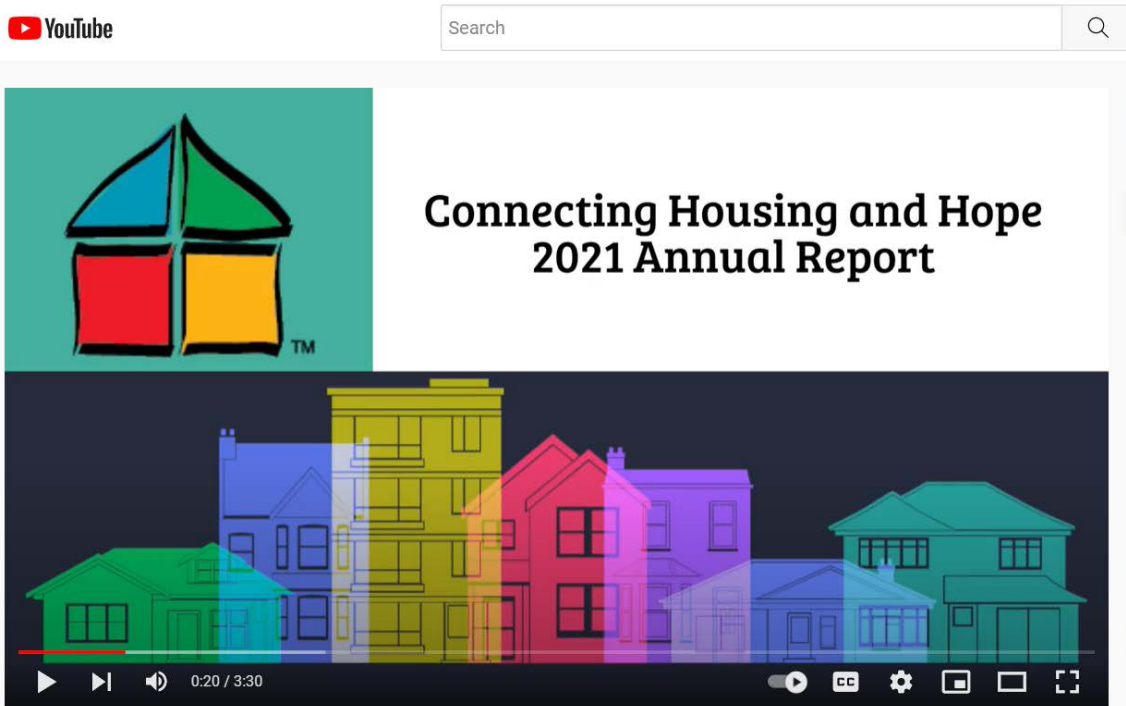 YouTube
Search
Connecting Housing and Hope
2021 Annual Report
TM
0:20 / 3:30
CC